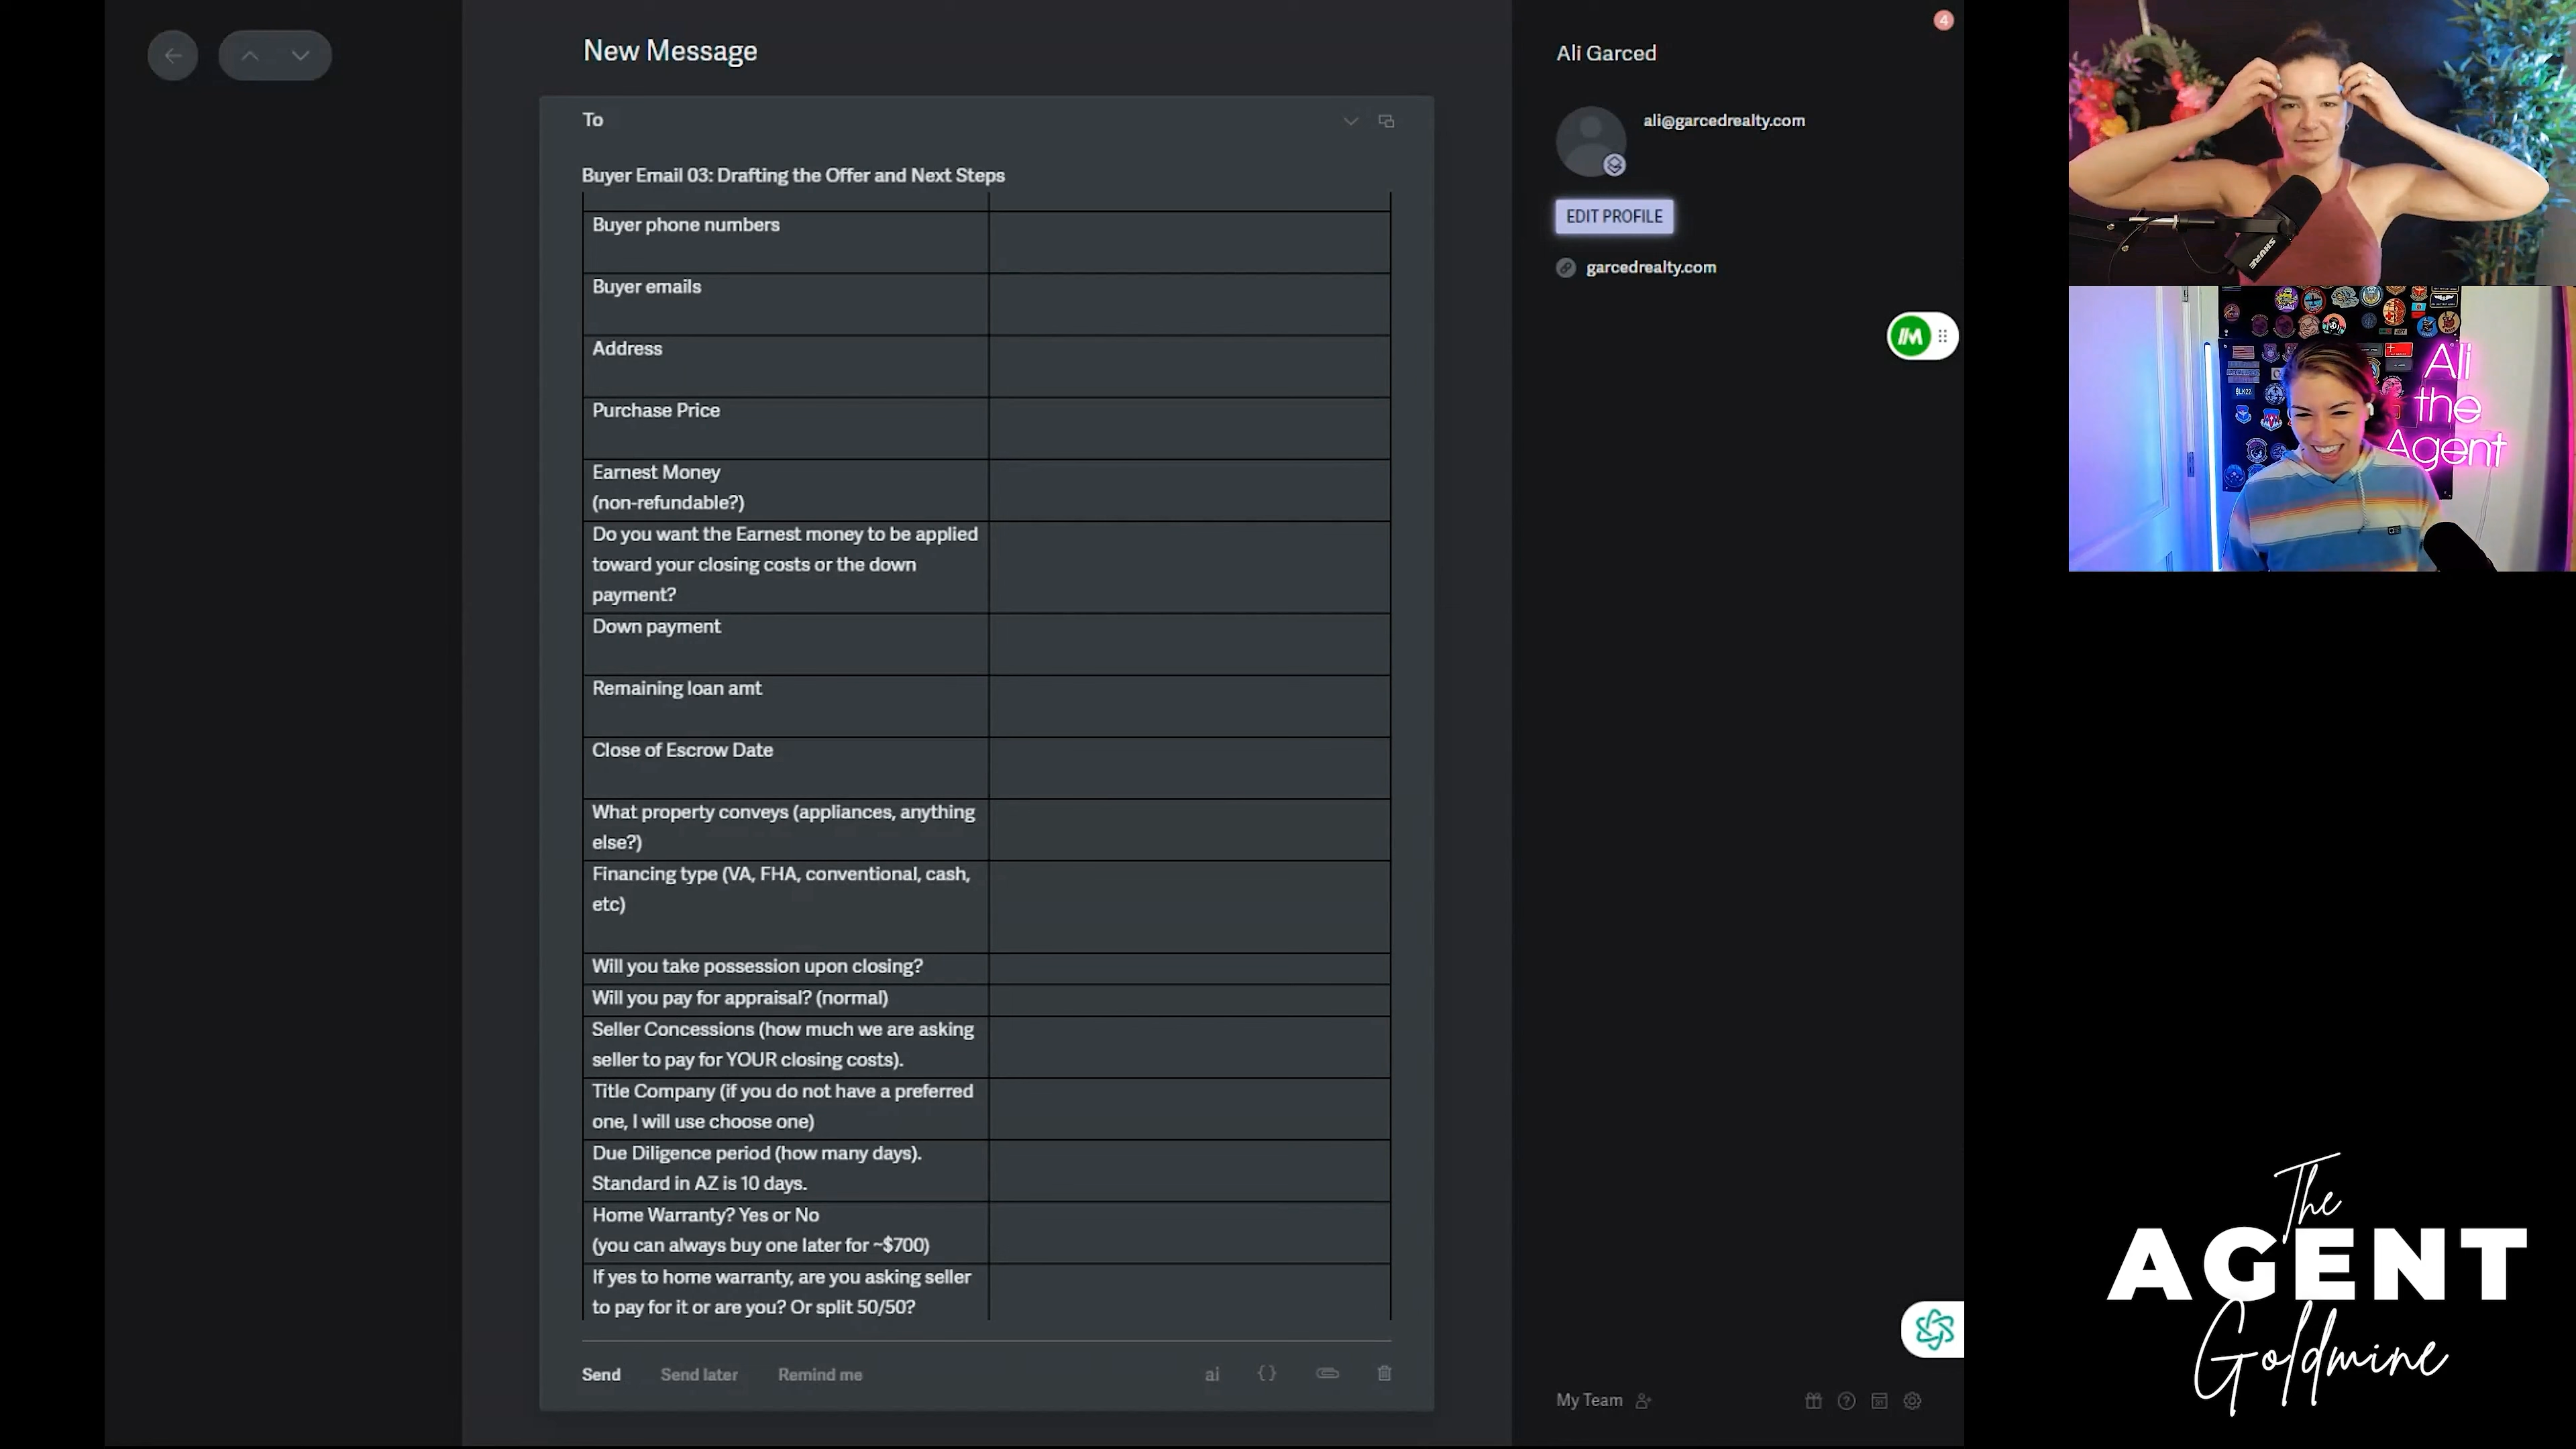 New Message
To
Buyer Email 03: Drafting the Offer and Next Steps
Buyer phone numbers
Buyer emails
Address
Purchase Price
Earnest Money
(non-refundable?)
Do you want the Earnest money to be applied
toward your closing costs or the down
payment?
Down payment
Remaining loan amt
Close of Escrow Date
What property conveys (appliances, anything
else?)
Financing type (VA, FHA, conventional, cash,
etc)
Will you take possession upon closing?
Will you pay for appraisal? (normal)
Seller Concessions (how much we are asking
seller to pay for YOUR closing costs).
Title Company (if you do not have a preferred
one, I will use choose one)
Due Diligence period (how many days).
Standard in AZ is 10 days.
Home Warranty? Yes or No
(you can always buy one later for ~$700)
If yes to home warranty, are you asking seller
to pay for it or are you? Or split 50/50?
Send
Send later
Remind me
ai
{}
4
Ali Garced
ali@garcedrealty.com
EDIT PROFILE
garcedrealty.com
My Team
SHURE
Ali
the
Agent
The
AGENT
Goldmine